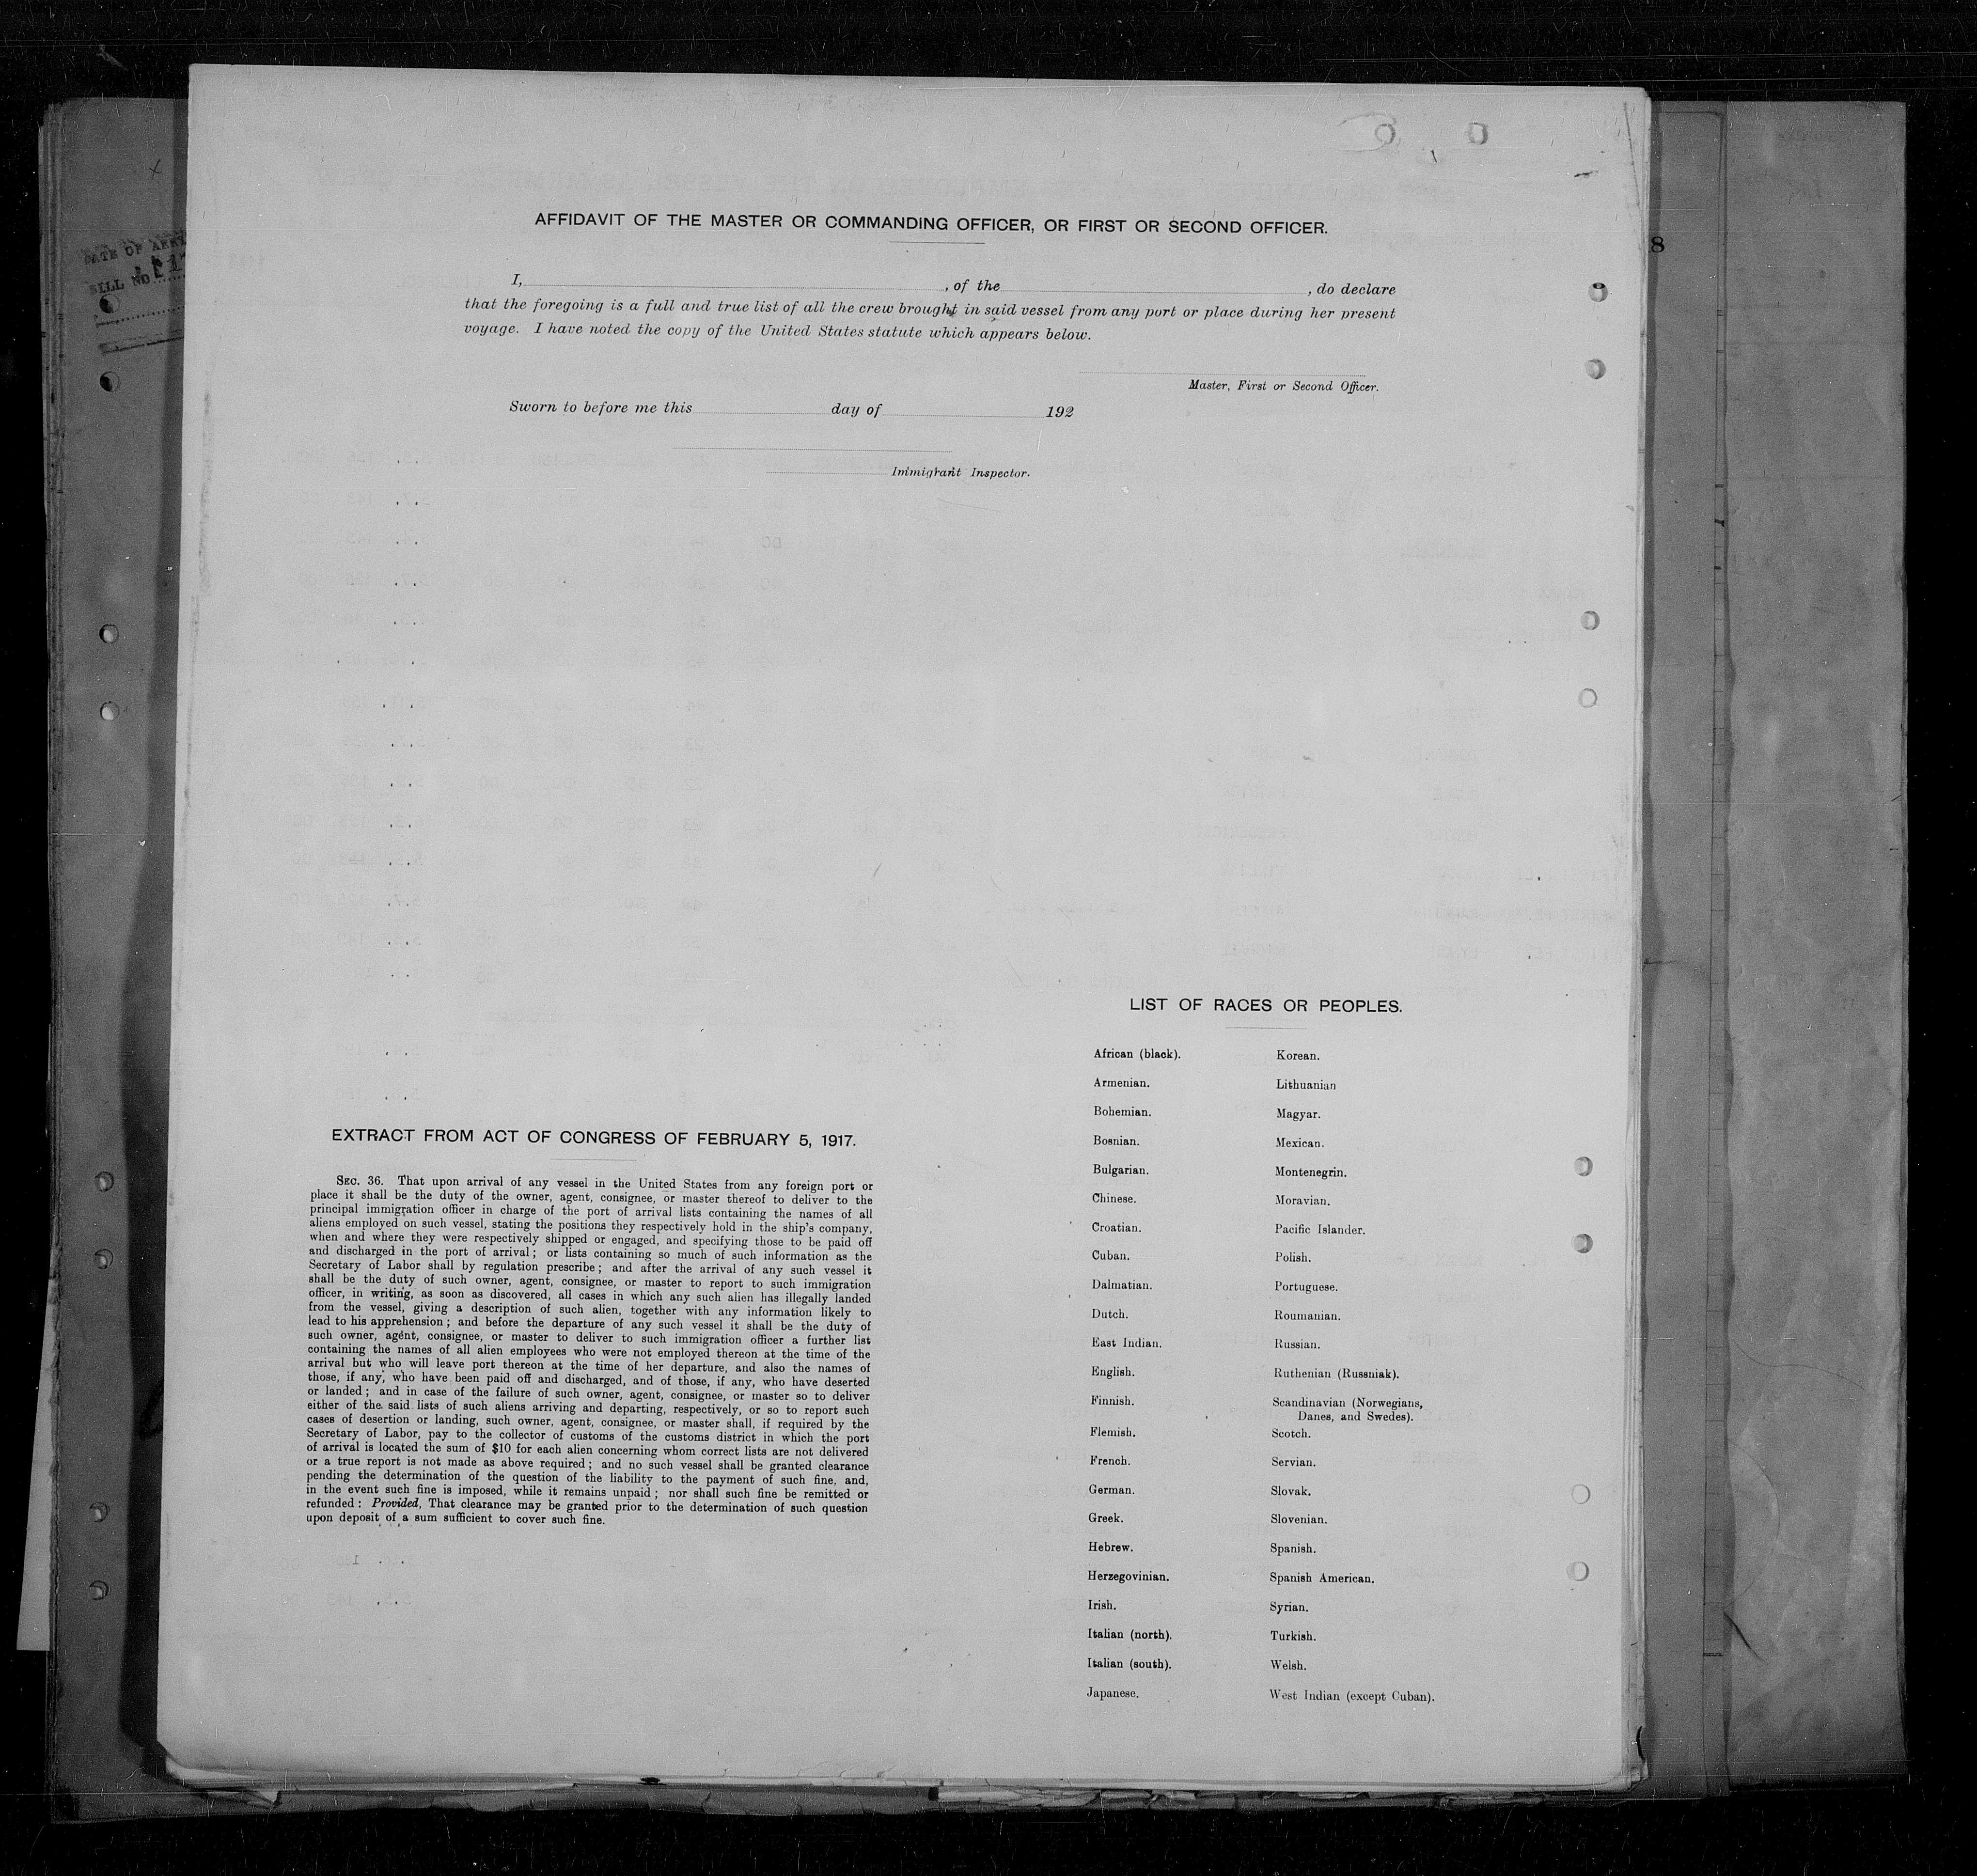 DATE OF
BILL NO
8
AFFIDAVIT OF THE MASTER OR COMMANDING OFFICER, OR FIRST OR SECOND OFFICER.
I, , of the , do declare
that the foregoing is a full and true list of all the crew brought in said vessel from any port or place during her present
voyage. I have noted the copy of the United States statute which appears below.
Master, First or Second Officer.
Sworn to before me this day of 192
Immigrant Inspector.
EXTRACT FROM ACT OF CONGRESS OF FEBRUARY 5, 1917.
SEC. 36. That upon arrival of any vessel in the United States from any foreign port or
place it shall be the duty of the owner, agent, consignee, or master thereof to deliver to the
principal immigration officer in charge of the port of arrival lists containing the names of all
aliens employed on such vessel, stating the positions they respectively hold in the ship's company,
when and where they were respectively shipped or engaged, and specifying those to be paid off
and discharged in the port of arrival; or lists containing so much of such information as the
Secretary of Labor shall by regulation prescribe; and after the arrival of any such vessel it
shall be the duty of such owner, agent, consignee, or master to report to such immigration
officer, in writing, as soon as discovered, all cases in which any such alien has illegally landed
from the vessel, giving a description of such alien, together with any information likely to
lead to his apprehension; and before the departure of any such vessel it shall be the duty of
such owner, agent, consignee, or master to deliver to such immigration officer a further list
containing the names of all alien employees who were not employed thereon at the time of the
arrival but who will leave port thereon at the time of her departure, and also the names of
those, if any, who have been paid off and discharged, and of those, if any, who have deserted
or landed; and in case of the failure of such owner, agent, consignee, or master so to deliver
either of the said lists of such aliens arriving and departing, respectively, or so to report such
cases of desertion or landing, such owner, agent, consignee, or master shall, if required by the
Secretary of Labor, pay to the collector of customs of the customs district in which the port
of arrival is located the sum of $10 for each alien concerning whom correct lists are not delivered
or a true report is not made as above required; and no such vessel shall be granted clearance
pending the determination of the question of the liability to the payment of such fine, and,
in the event such fine is imposed, while it remains unpaid; nor shall such fine be remitted or
refunded: Provided, That clearance may be granted prior to the determination of such question
upon deposit of a sum sufficient to cover such fine.
LIST OF RACES OR PEOPLES.
African (black).
Armenian.
Bohemian.
Bosnian.
Bulgarian.
Chinese.
Croatian.
Cuban.
Dalmatian.
Dutch.
East Indian.
English.
Finnish.
Flemish.
French.
German.
Greek.
Hebrew.
Herzegovinian.
Irish.
Italian (north).
Italian (south).
Japanese.
Korean.
Lithuanian
Magyar.
Mexican.
Montenegrin.
Moravian.
Pacific Islander.
Polish.
Portuguese.
Roumanian.
Russian.
Ruthenian (Russniak).
Scandinavian (Norwegians,
Danes, and Swedes).
Scotch.
Servian.
Slovak.
Slovenian.
Spanish.
Spanish American.
Syrian.
Turkish.
Welsh.
West Indian (except Cuban).